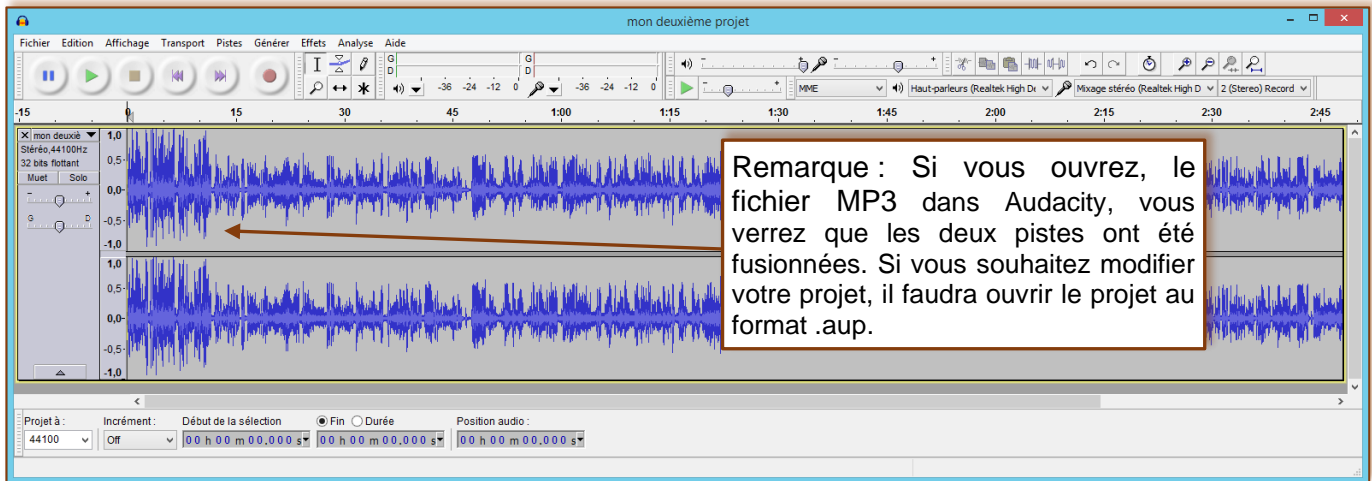 mon deuxième projet
Fichier Edition Affichage Transport Pistes Générer Effets Analyse Aide
G G
D D
-36 -24 -12 0 -36 -24 -12 0
MME Haut-parleurs (Realtek High De Mixage stéréo (Realtek High D 2 (Stereo) Record
-15 0 15 30 45 1:00 1:15 1:30 1:45 2:00 2:15 2:30 2:45
mon deuxiè
Stéréo,44100Hz
32 bits flottant
Muet Solo
- +
G D
1,0
0,5-
0,0-
-0,5-
-1,0
1,0
0,5-
0,0-
-0,5-
-1,0
Remarque : Si vous ouvrez, le
fichier MP3 dans Audacity, vous
verrez que les deux pistes ont été
fusionnées. Si vous souhaitez modifier
votre projet, il faudra ouvrir le projet au
format .aup.
Projet à : Incrément : Début de la sélection Fin Durée Position audio :
44100 Off 00 h 00 m 00,000 s 00 h 00 m 00,000 s 00 h 00 m 00,000 s